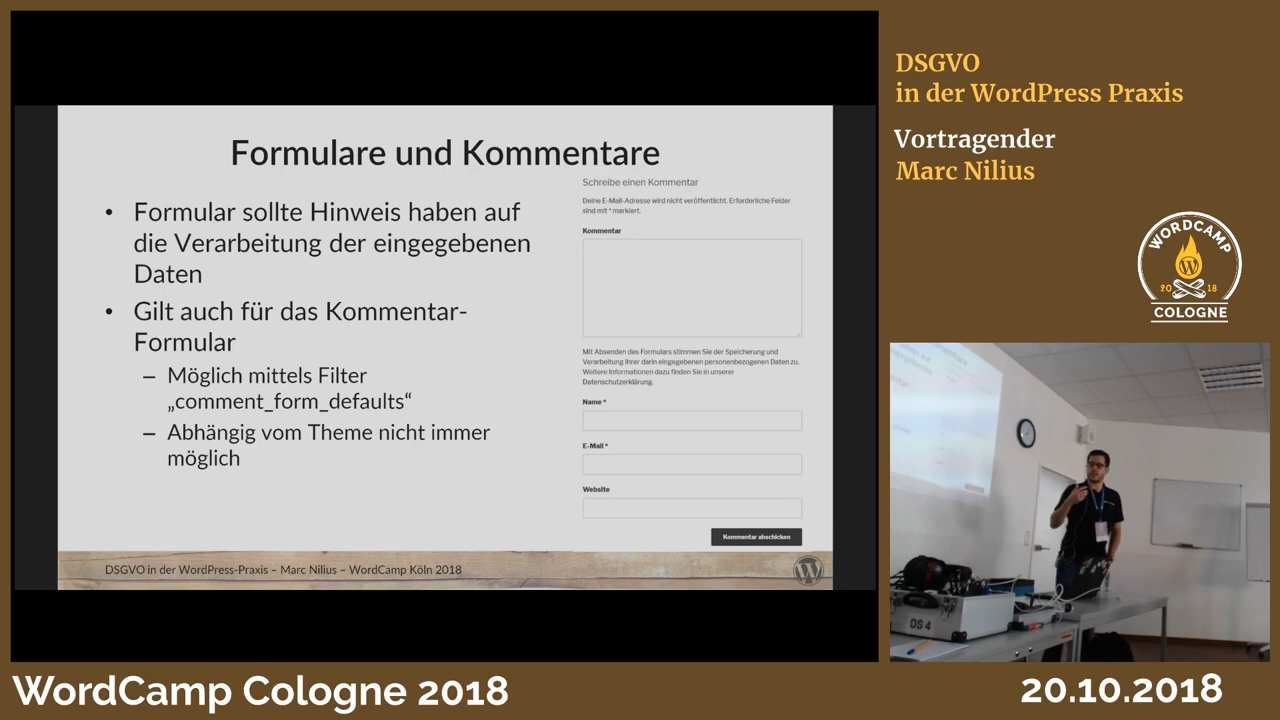 Formulare und Kommentare
• Formular sollte Hinweis haben auf
die Verarbeitung der eingegebenen
Daten
• Gilt auch für das Kommentar-
Formular
– Möglich mittels Filter
„comment_form_defaults“
– Abhängig vom Theme nicht immer
möglich
Schreibe einen Kommentar
Deine E-Mail-Adresse wird nicht veröffentlicht. Erforderliche Felder
sind mit * markiert.
Kommentar
Mit Absenden des Formulars stimmen Sie der Speicherung und
Verarbeitung Ihrer darin eingegebenen personenbezogenen Daten zu.
Weitere Informationen dazu finden Sie in unserer
Datenschutzerklärung.
Name *
E-Mail *
Website
Kommentar abschicken
DSGVO in der WordPress-Praxis – Marc Nilius – WordCamp Köln 2018
DSGVO
in der WordPress Praxis
Vortragender
Marc Nilius
WORDCAMP
20 18
COLOGNE
DS 4
WordCamp Cologne 2018
20.10.2018